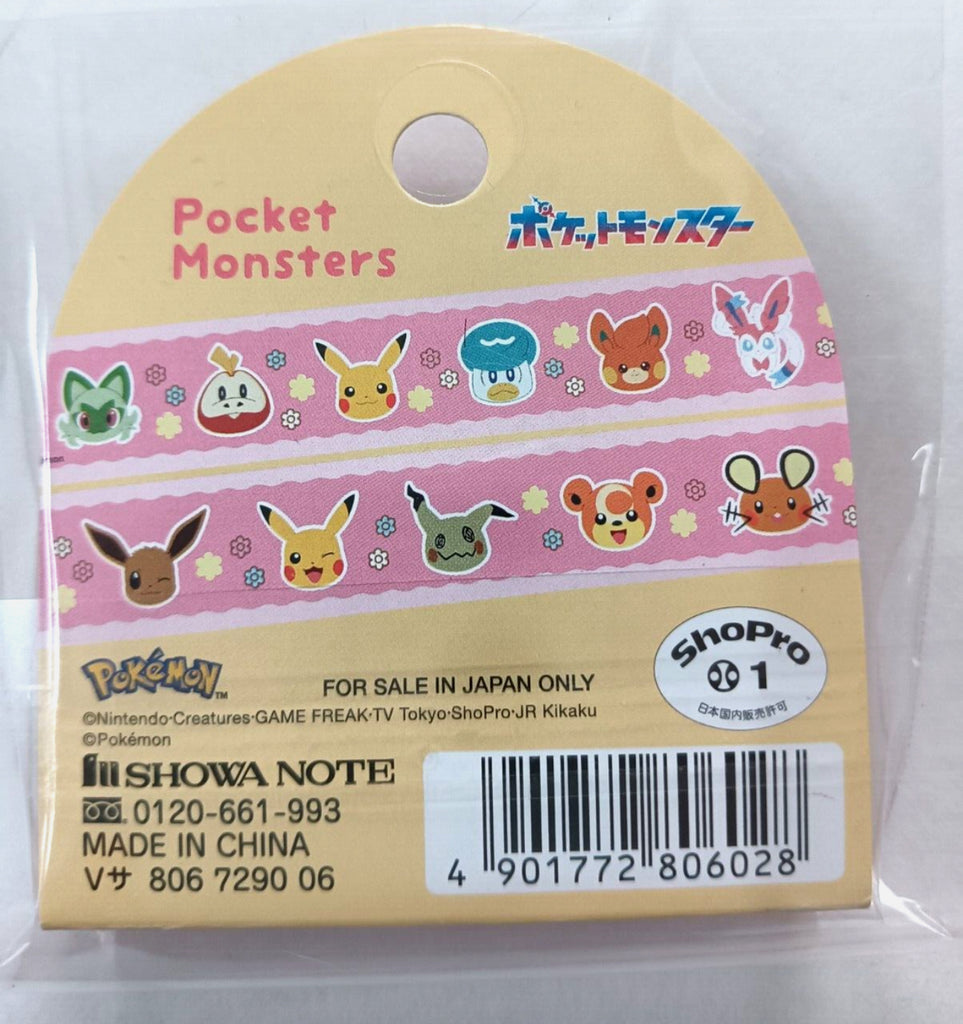 Pocket
Monsters
ポケットモンスター
POKéMON TM
FOR SALE IN JAPAN ONLY
©Nintendo·Creatures·GAME FREAK·TV Tokyo·ShoPro·JR Kikaku
©Pokémon
ShoPro
1
日本国内販売許可
SHOWA NOTE
0120-661-993
MADE IN CHINA
Vサ 806 7290 06
4 901772 806028